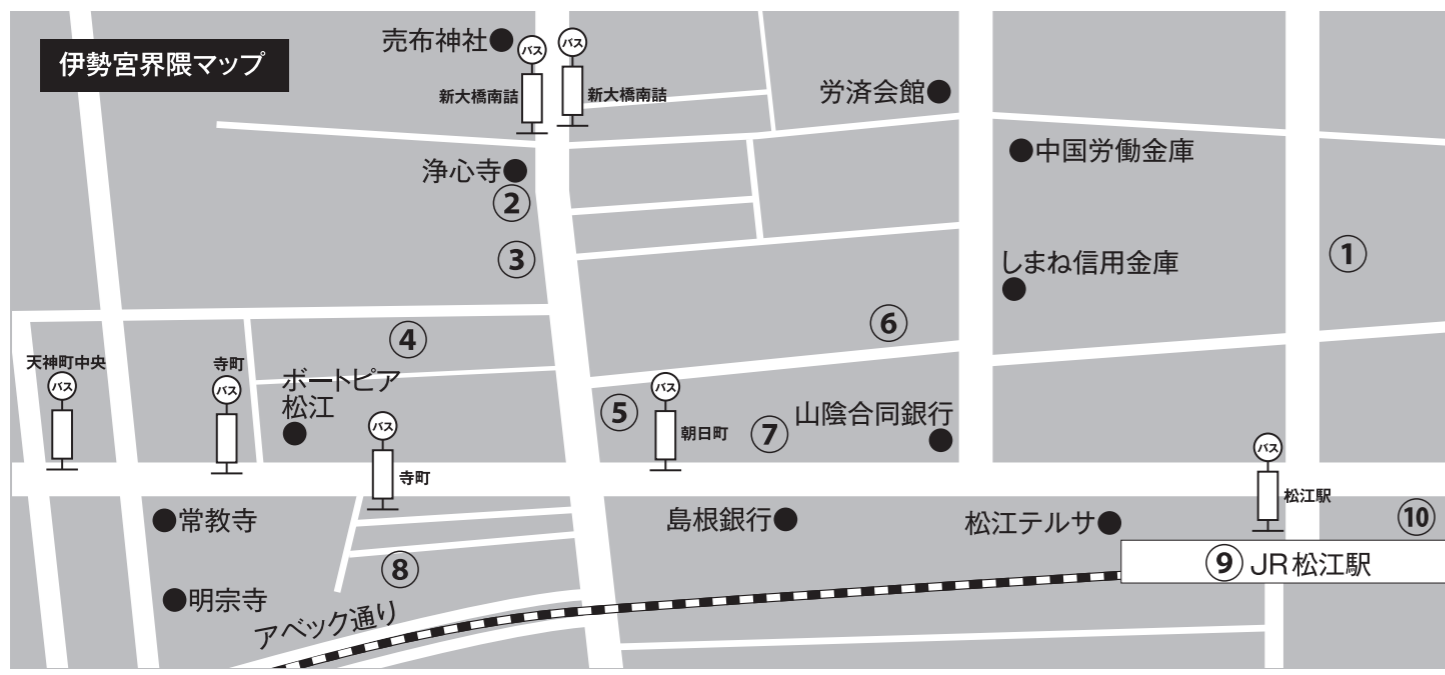 伊勢宮界隈マップ
売布神社
バス
バス
新大橋南詰
新大橋南詰
労済会館
中国労働金庫
浄心寺
②
③
しまね信用金庫
①
⑥
④
天神町中央
バス
寺町
バス
ボートピア
松江
バス
寺町
⑤
バス
朝日町
⑦
山陰合同銀行
バス
松江駅
常教寺
島根銀行
松江テルサ
⑩
⑨ JR松江駅
⑧
明宗寺
アベック通り